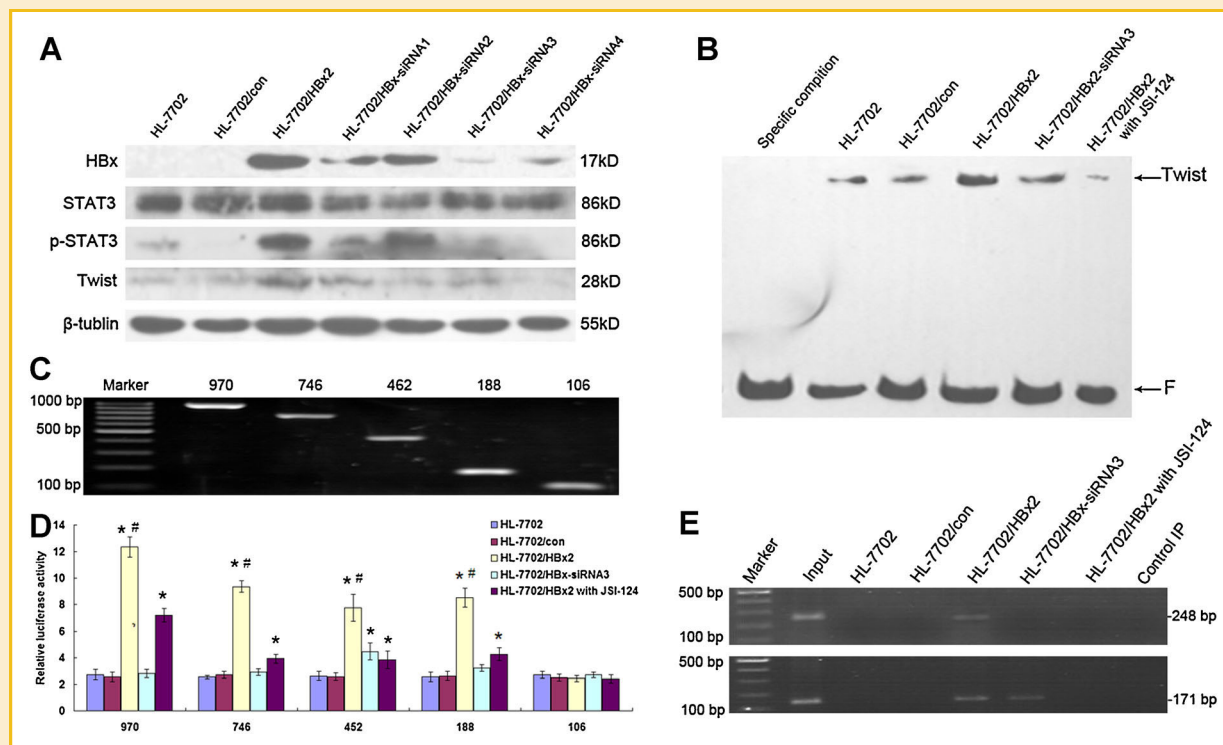 A
HL-7702
HL-7702/con
HL-7702/HBx2
HL-7702/HBx-siRNA1
HL-7702/HBx-siRNA2
HL-7702/HBx-siRNA3
HL-7702/HBx-siRNA4
HBx 17kD
STAT3 86kD
p-STAT3 86kD
Twist 28kD
β-tublin 55kD
B
Specific compition
HL-7702
HL-7702/con
HL-7702/HBx2
HL-7702/HBx2-siRNA3
HL-7702/HBx2
with JSI-124
Twist
F
C
Marker 970 746 462 188 106
1000 bp
500 bp
100 bp
D
Relative luciferase activity
14
12
10
8
6
4
2
0
* #
*
* #
*
* #
* *
* #
*
HL-7702
HL-7702/con
HL-7702/HBx2
HL-7702/HBx-siRNA3
HL-7702/HBx2 with JSI-124
970 746 452 188 106
E
Marker
Input
HL-7702
HL-7702/con
HL-7702/HBx2
HL-7702/HBx-siRNA3
HL-7702/HBx2 with JSI-124
Control IP
500 bp
100 bp
-248 bp
500 bp
100 bp
-171 bp